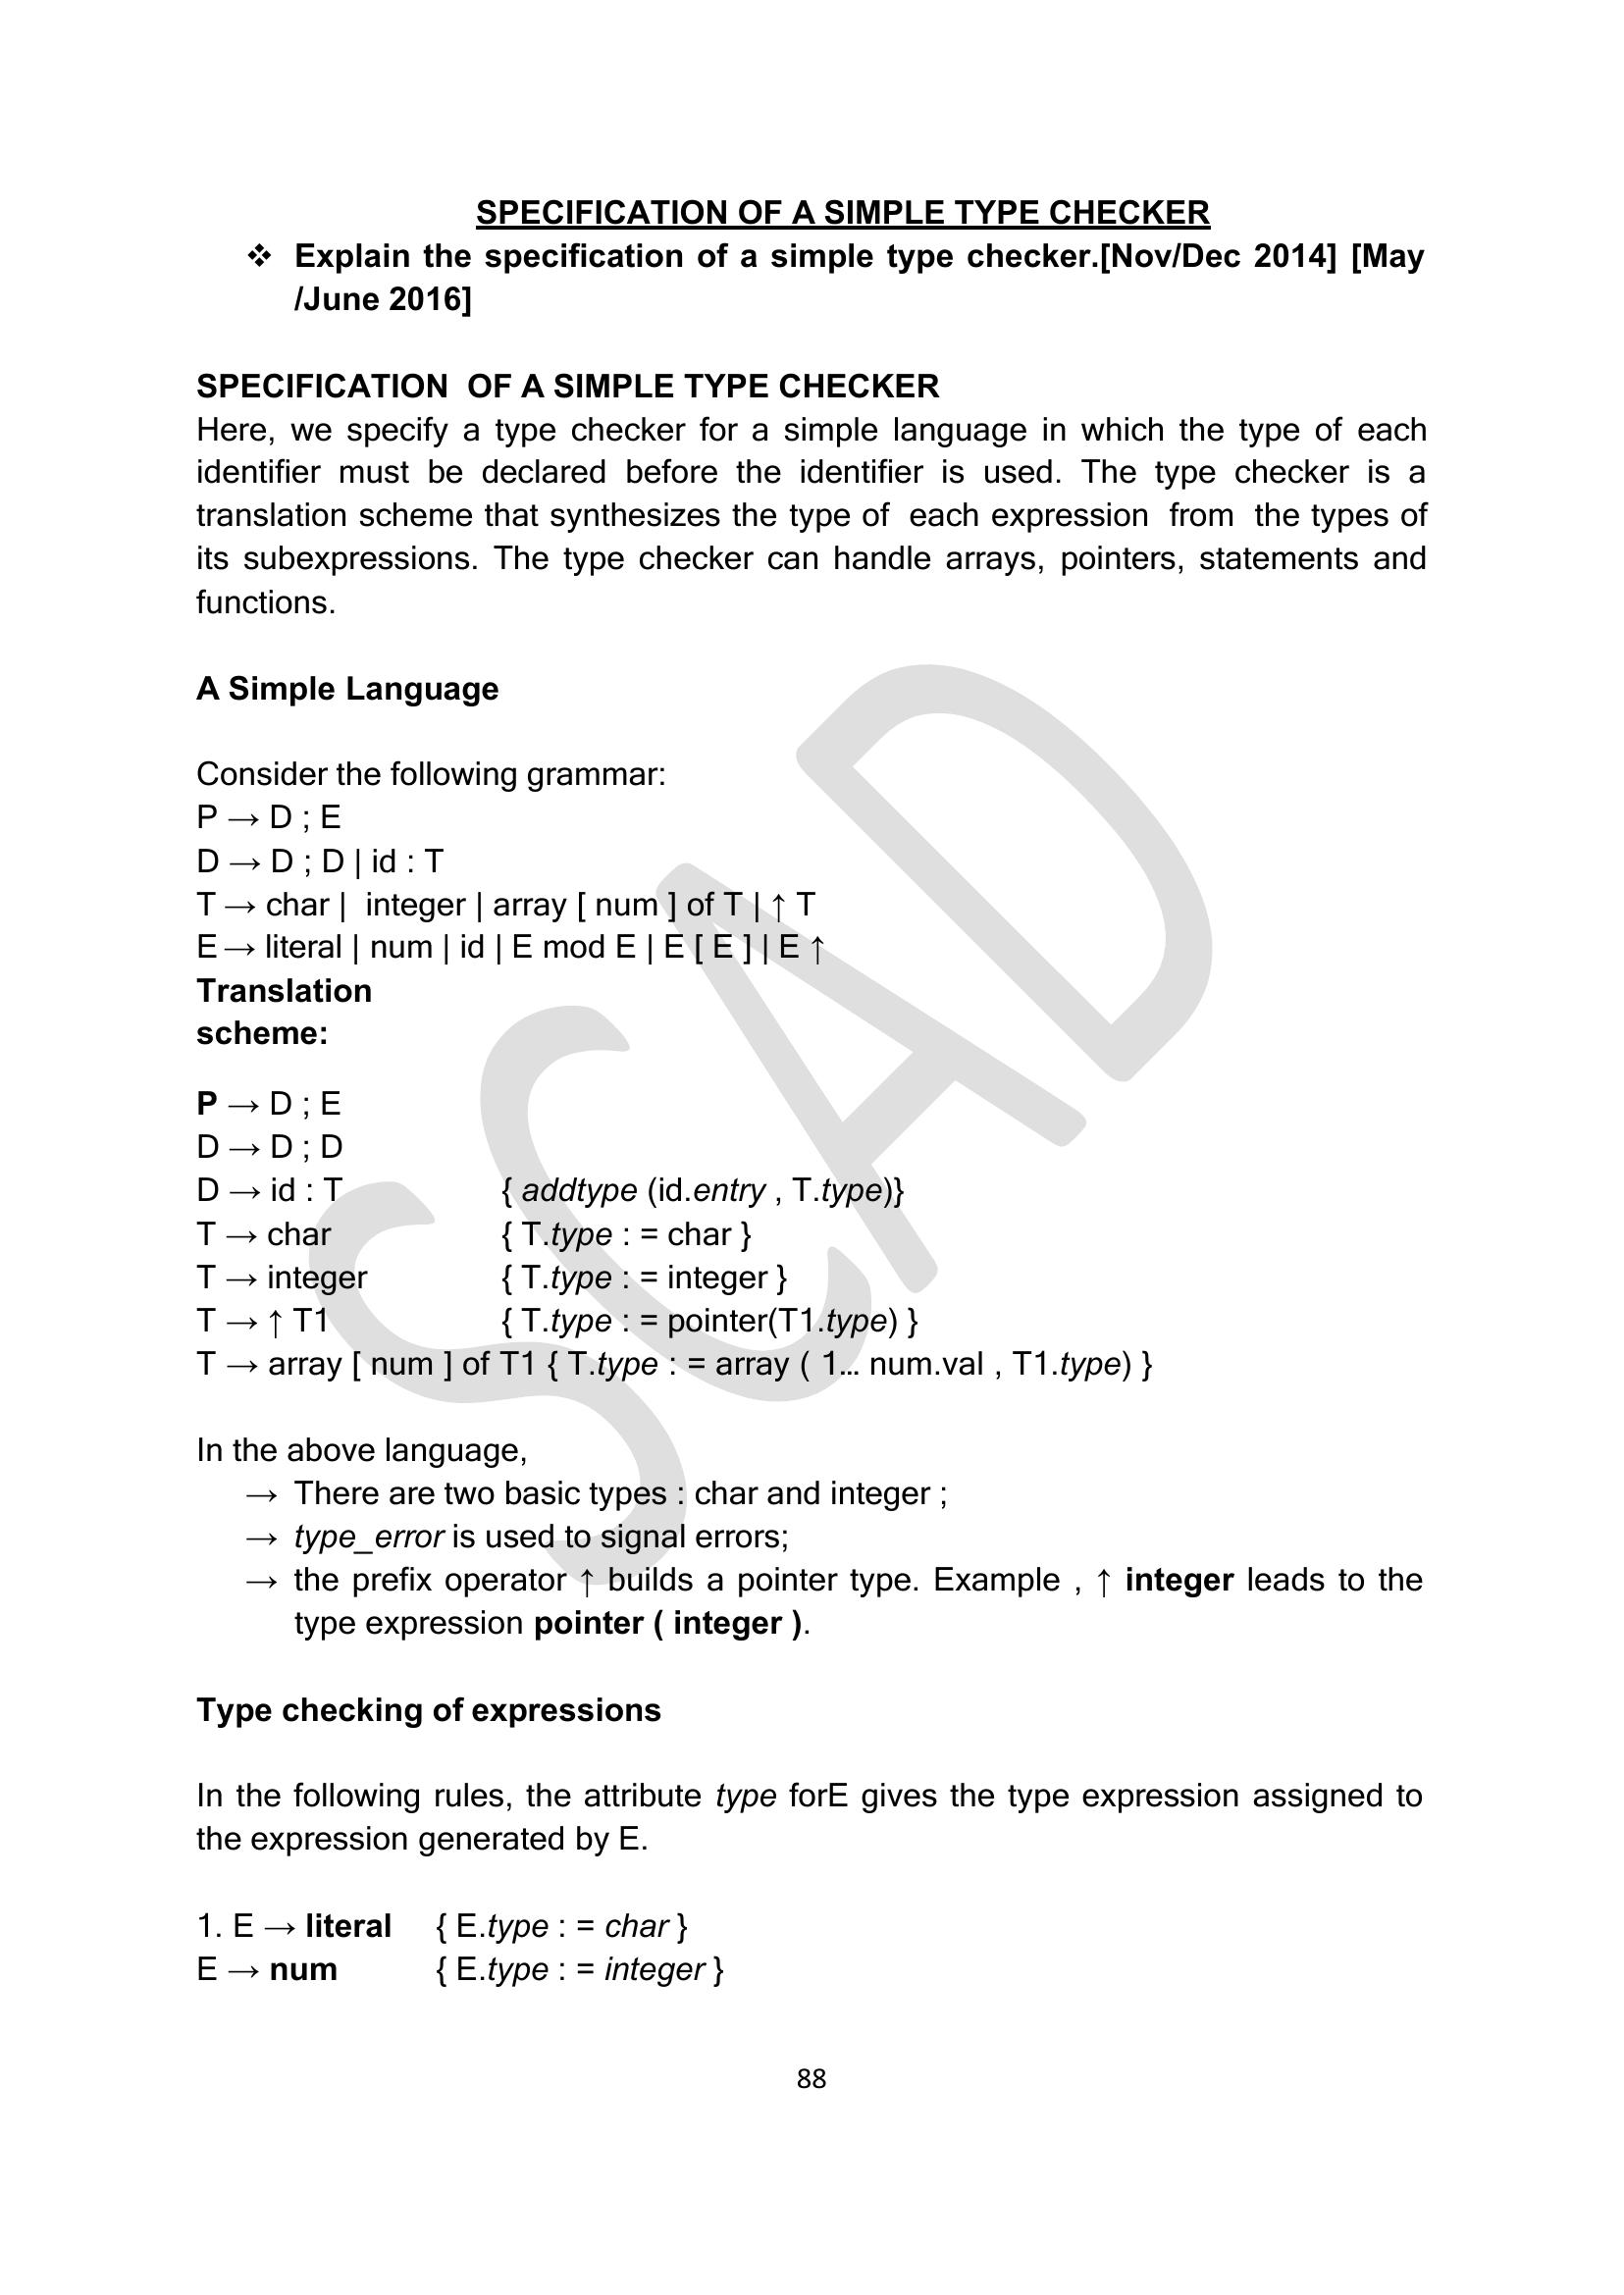 SPECIFICATION OF A SIMPLE TYPE CHECKER
❖ Explain the specification of a simple type checker.[Nov/Dec 2014] [May
/June 2016]
SPECIFICATION OF A SIMPLE TYPE CHECKER
Here, we specify a type checker for a simple language in which the type of each
identifier must be declared before the identifier is used. The type checker is a
translation scheme that synthesizes the type of each expression from the types of
its subexpressions. The type checker can handle arrays, pointers, statements and
functions.
A Simple Language
Consider the following grammar:
P → D ; E
D → D ; D | id : T
T → char | integer | array [ num ] of T | ↑ T
E → literal | num | id | E mod E | E [ E ] | E ↑
Translation
scheme:
P → D ; E
D → D ; D
D → id : T { addtype (id.entry , T.type)}
T → char { T.type : = char }
T → integer { T.type : = integer }
T → ↑ T1 { T.type : = pointer(T1.type) }
T → array [ num ] of T1 { T.type : = array ( 1… num.val , T1.type) }
In the above language,
→ There are two basic types : char and integer ;
→ type_error is used to signal errors;
→ the prefix operator ↑ builds a pointer type. Example , ↑ integer leads to the
type expression pointer ( integer ).
Type checking of expressions
In the following rules, the attribute type forE gives the type expression assigned to
the expression generated by E.
1. E → literal { E.type : = char }
E → num { E.type : = integer }
88
SCAD